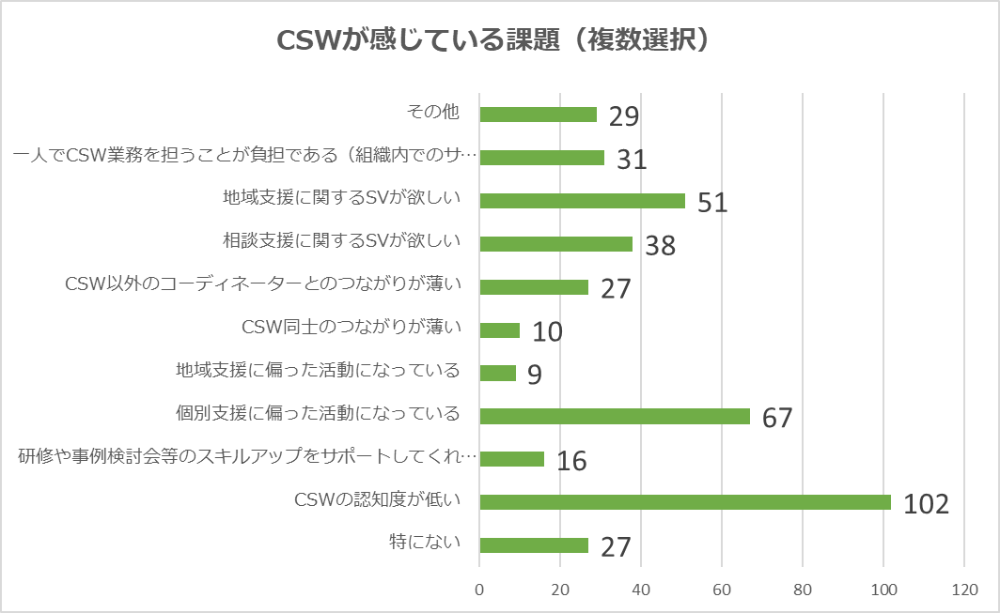 CSWが感じている課題（複数選択）
その他
29
一人でCSW業務を担うことが負担である（組織内でのサ…
31
地域支援に関するSVが欲しい
51
相談支援に関するSVが欲しい
38
CSW以外のコーディネーターとのつながりが薄い
27
CSW同士のつながりが薄い
10
地域支援に偏った活動になっている
9
個別支援に偏った活動になっている
67
研修や事例検討会等のスキルアップをサポートしてくれ…
16
CSWの認知度が低い
102
特にない
27
0 20 40 60 80 100 120